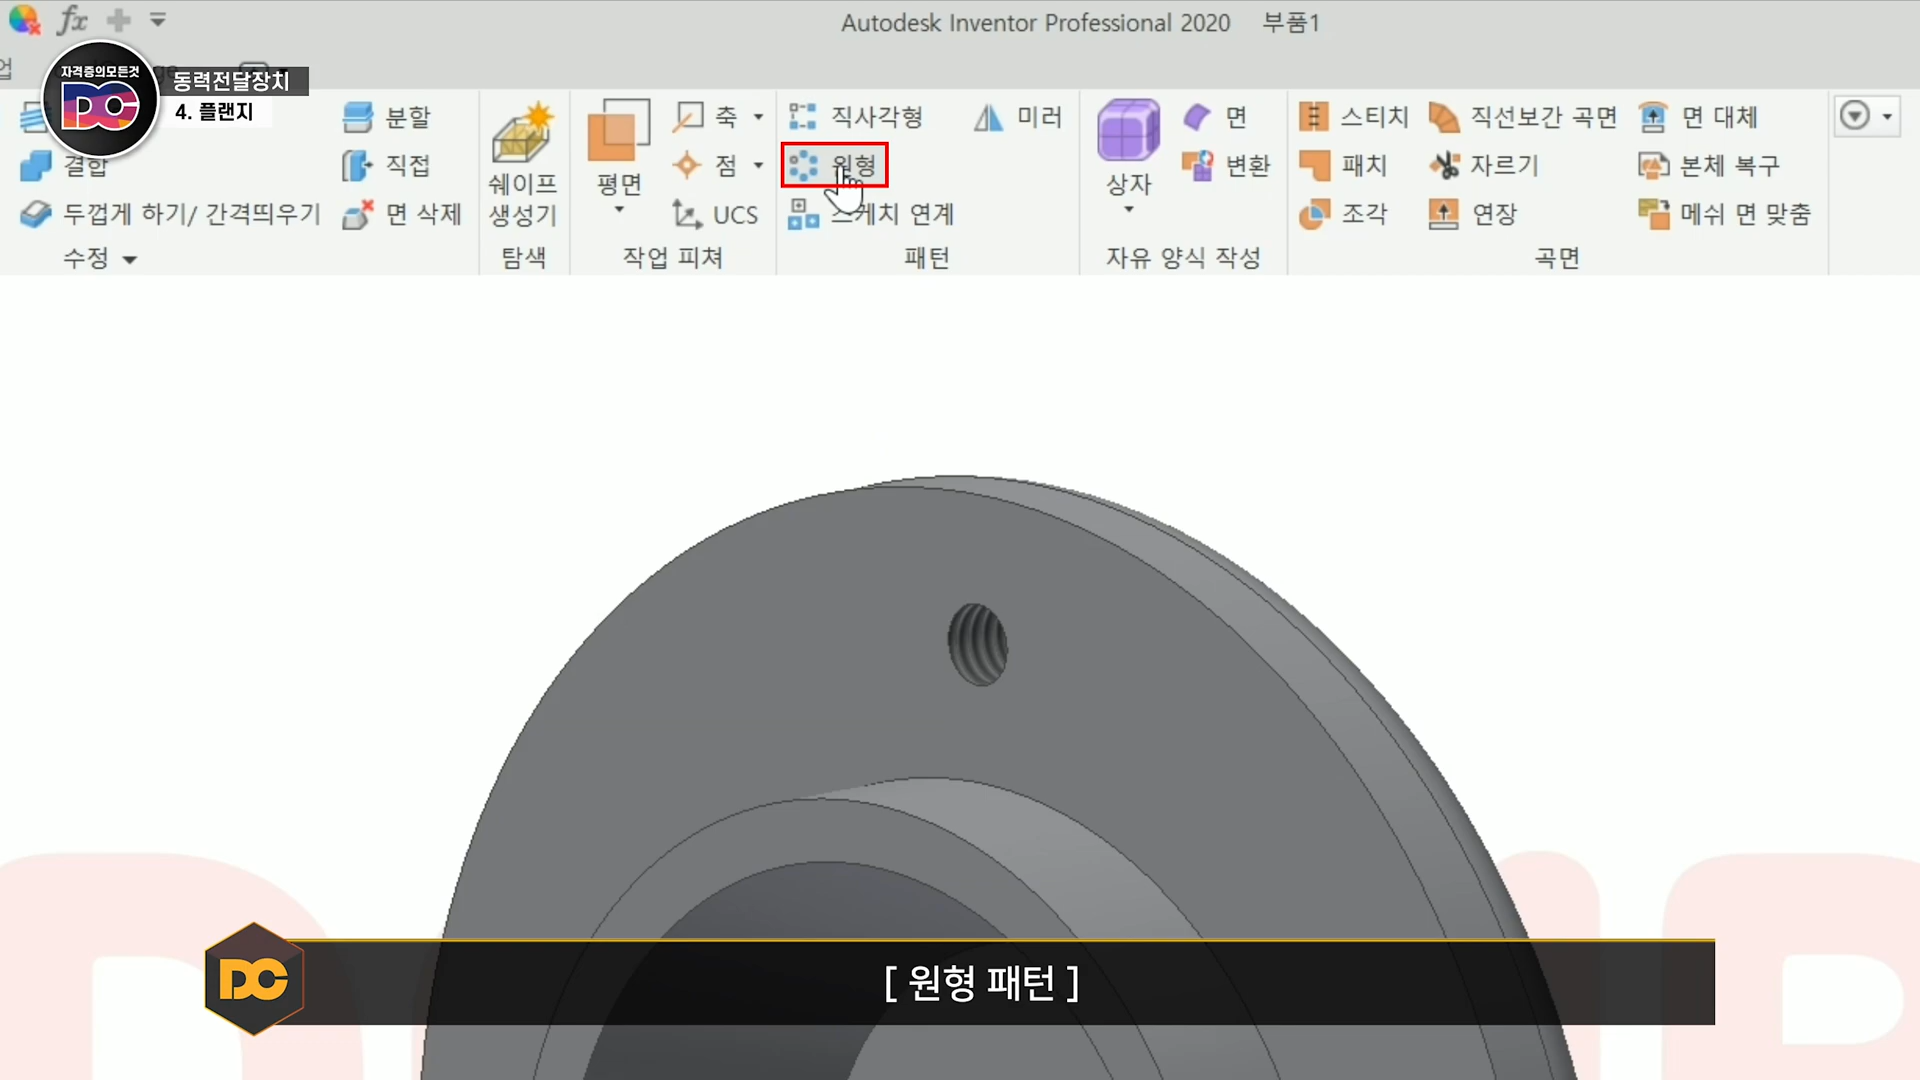 fx
Autodesk Inventor Professional 2020 부품1
업
자격증의모든것
DC
동력전달장치
4. 플랜지
분할
결합
직접
두껍게 하기/ 간격띄우기
면 삭제
수정
쉐이프
생성기
탐색
평면
축
점
UCS
작업 피쳐
직사각형
미러
원형
스케치 연계
패턴
상자
면
변환
자유 양식 작성
스티치
직선보간 곡면
면 대체
패치
자르기
본체 복구
조각
연장
메쉬 면 맞춤
곡면
DC
[ 원형 패턴 ]